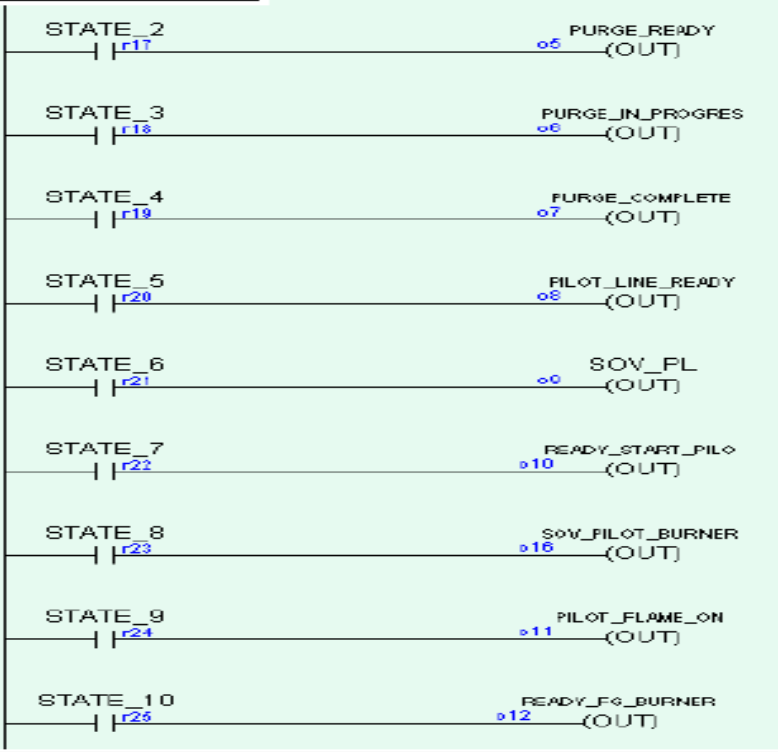 STATE_2 PURGE_READY
r17 o5 (OUT)
STATE_3 PURGE_IN_PROGRES
r18 o6 (OUT)
STATE_4 PURGE_COMPLETE
r19 o7 (OUT)
STATE_5 PILOT_LINE_READY
r20 o8 (OUT)
STATE_6 SOV_PL
r21 o9 (OUT)
STATE_7 READY_START_PILO
r22 o10 (OUT)
STATE_8 SOV_PILOT_BURNER
r23 o16 (OUT)
STATE_9 PILOT_FLAME_ON
r24 o11 (OUT)
STATE_10 READY_FG_BURNER
r25 o12 (OUT)